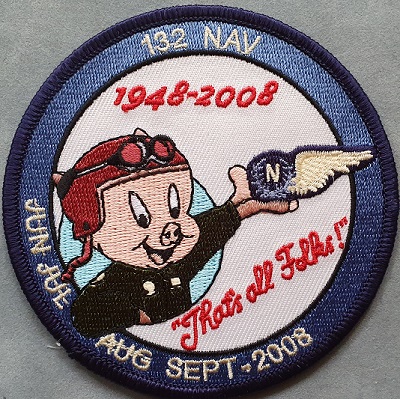 132 NAV
1948-2008
N
"That's all Folks!"
JUN JUL AUG SEPT-2008